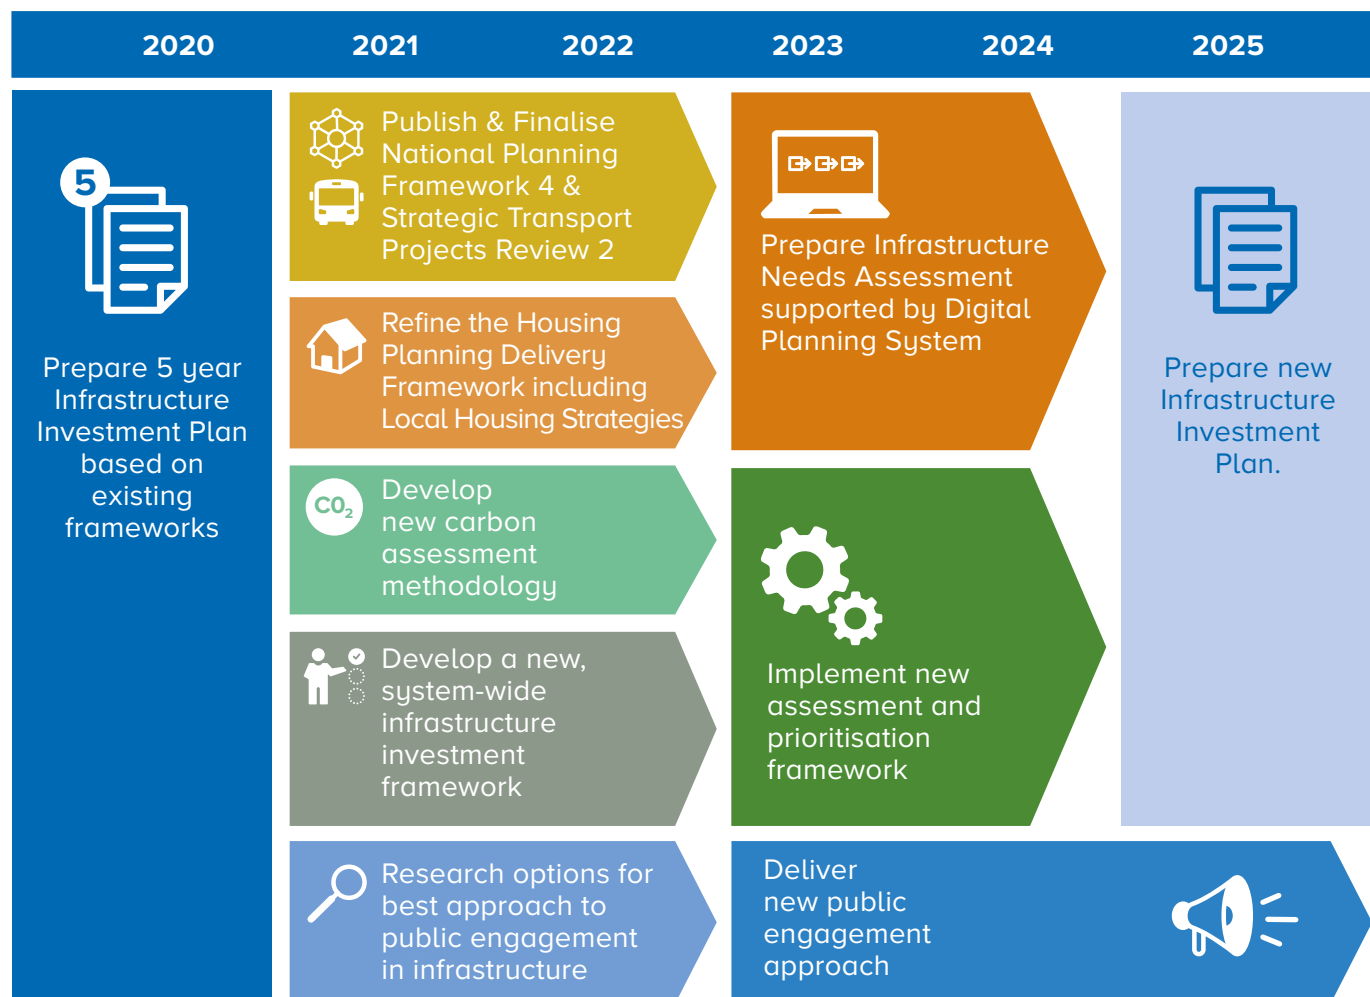 2020 2021 2022 2023 2024 2025
5
Prepare 5 year
Infrastructure
Investment Plan
based on
existing
frameworks
Publish & Finalise
National Planning
Framework 4 &
Strategic Transport
Projects Review 2
Refine the Housing
Planning Delivery
Framework including
Local Housing Strategies
CO₂
Develop
new carbon
assessment
methodology
Develop a new,
system-wide
infrastructure
investment
framework
Research options for
best approach to
public engagement
in infrastructure
Prepare Infrastructure
Needs Assessment
supported by Digital
Planning System
Implement new
assessment and
prioritisation
framework
Deliver
new public
engagement
approach
Prepare new
Infrastructure
Investment
Plan.